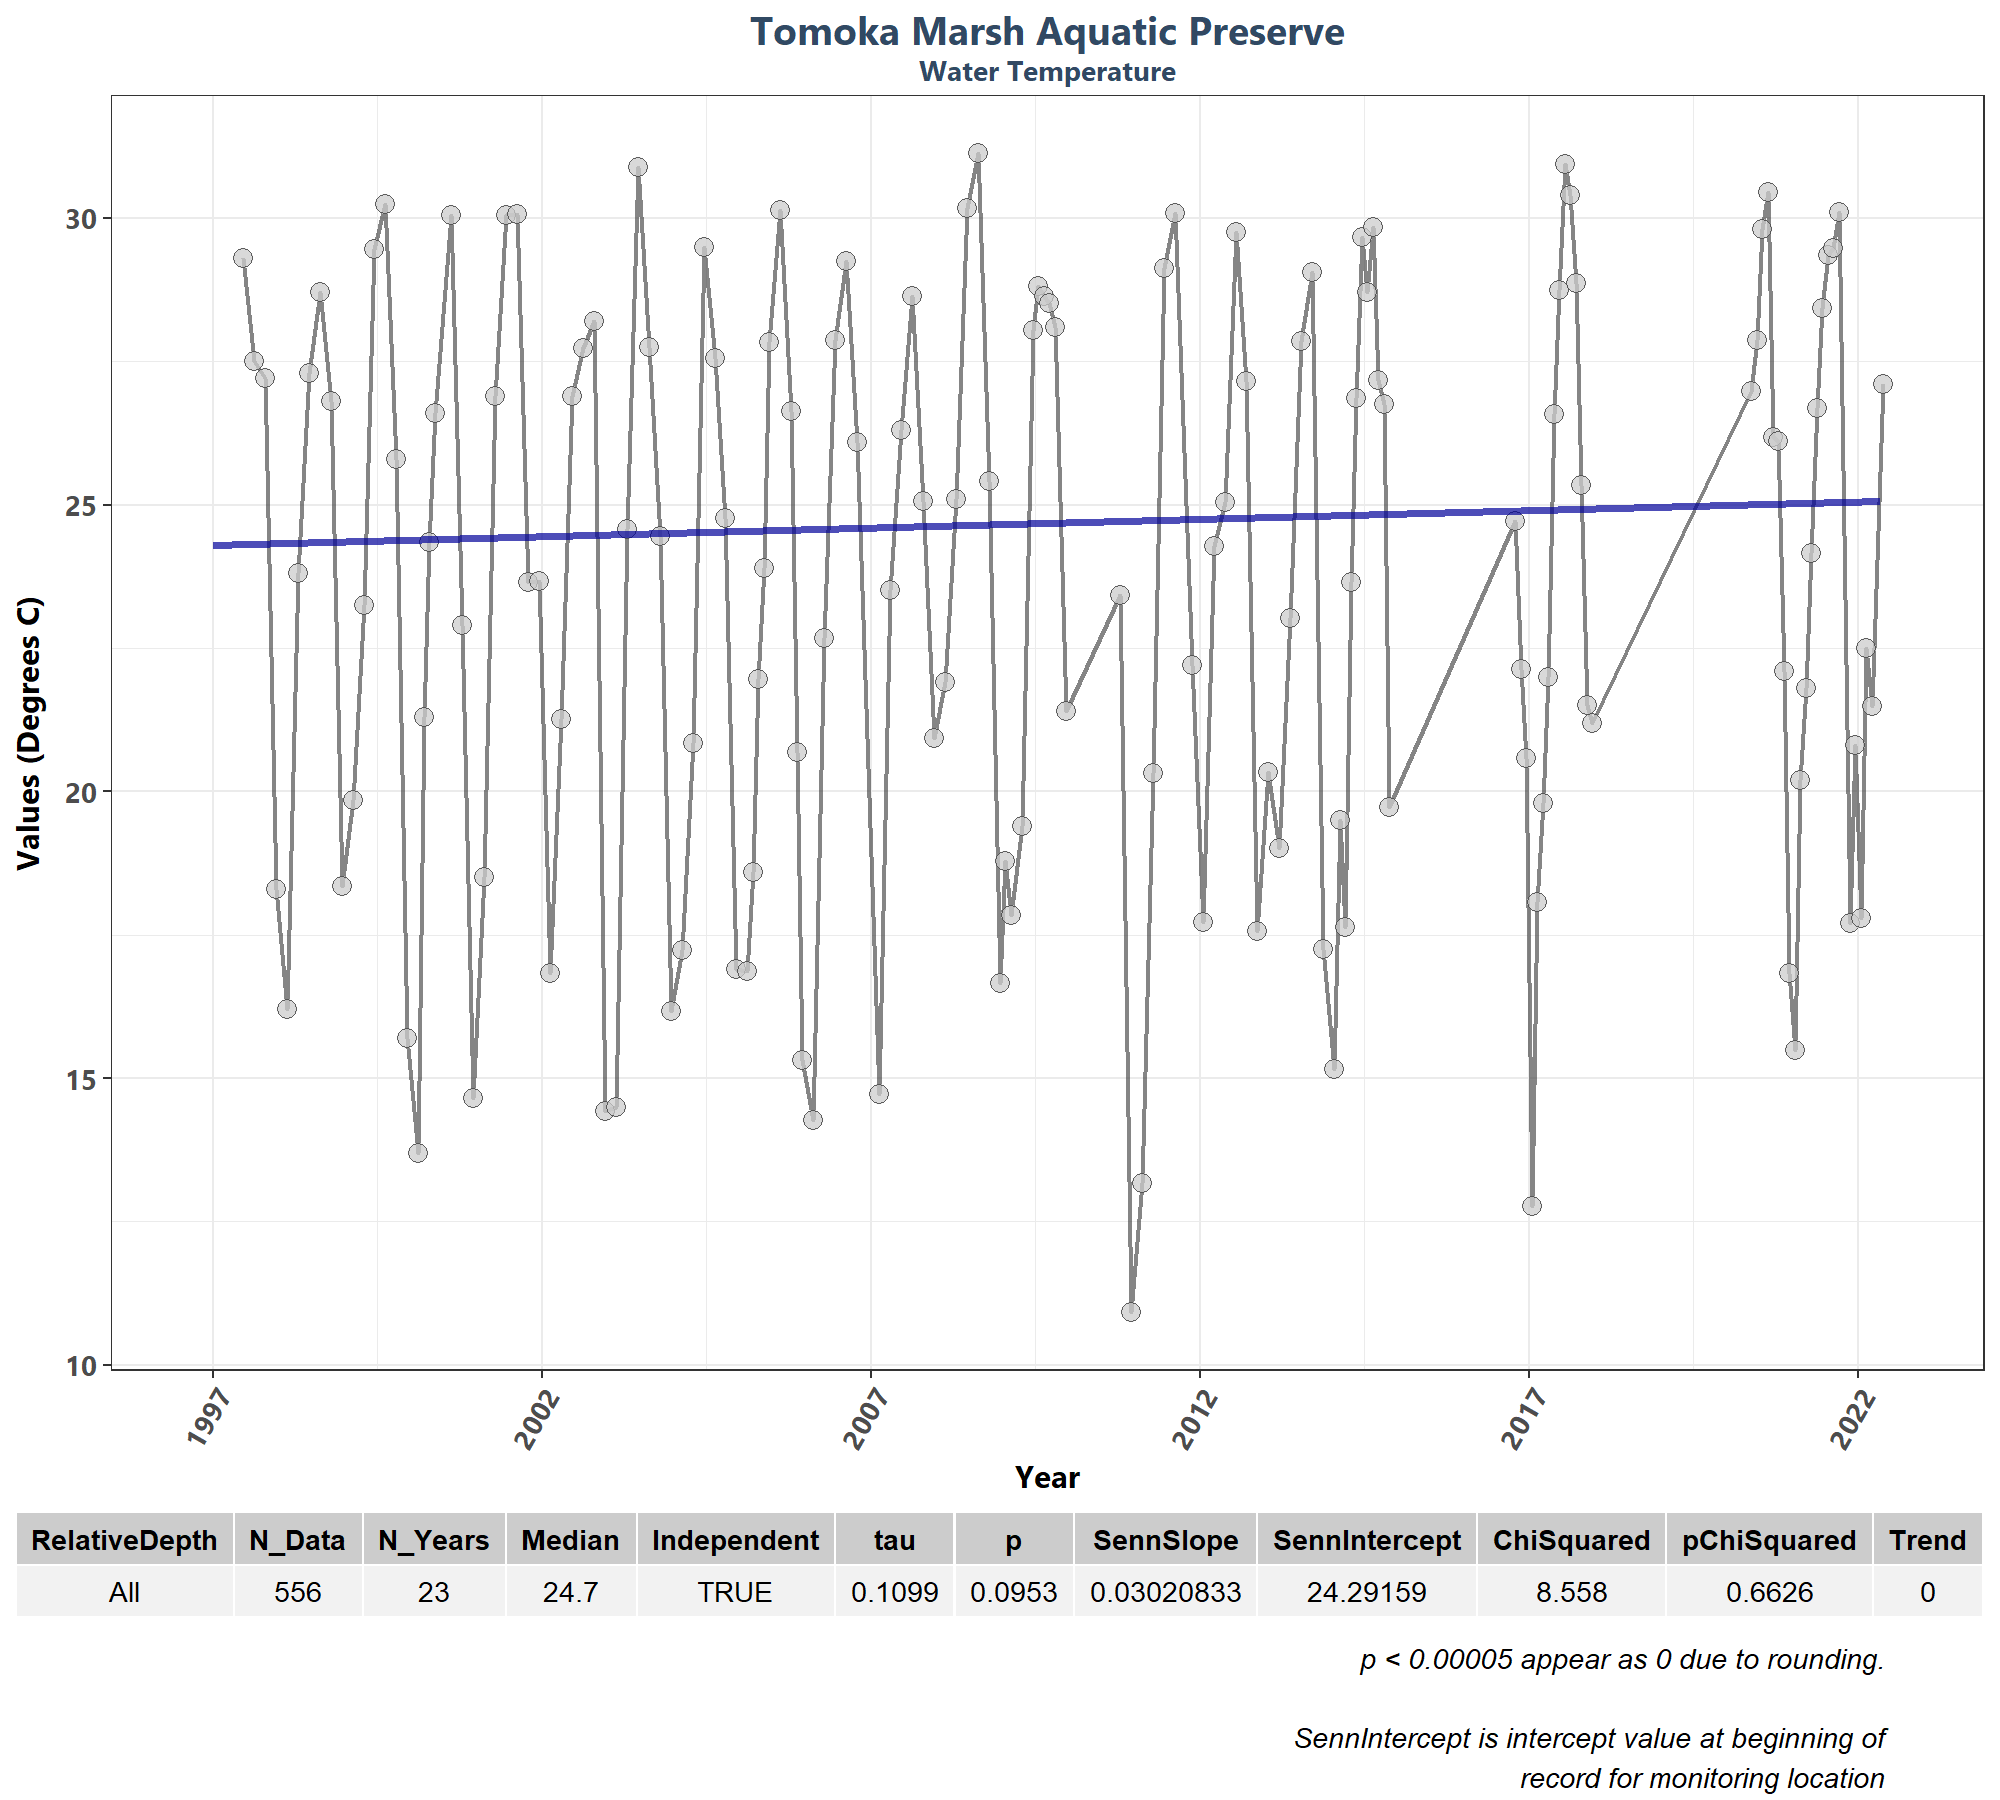 Tomoka Marsh Aquatic Preserve
Water Temperature
Values (Degrees C)
30
25
20
15
10
1997 2002 2007 2012 2017 2022
Year
RelativeDepth N_Data N_Years Median Independent tau p SennSlope SennIntercept ChiSquared pChiSquared Trend
All 556 23 24.7 TRUE 0.1099 0.0953 0.03020833 24.29159 8.558 0.6626 0
p < 0.00005 appear as 0 due to rounding.
SennIntercept is intercept value at beginning of
record for monitoring location